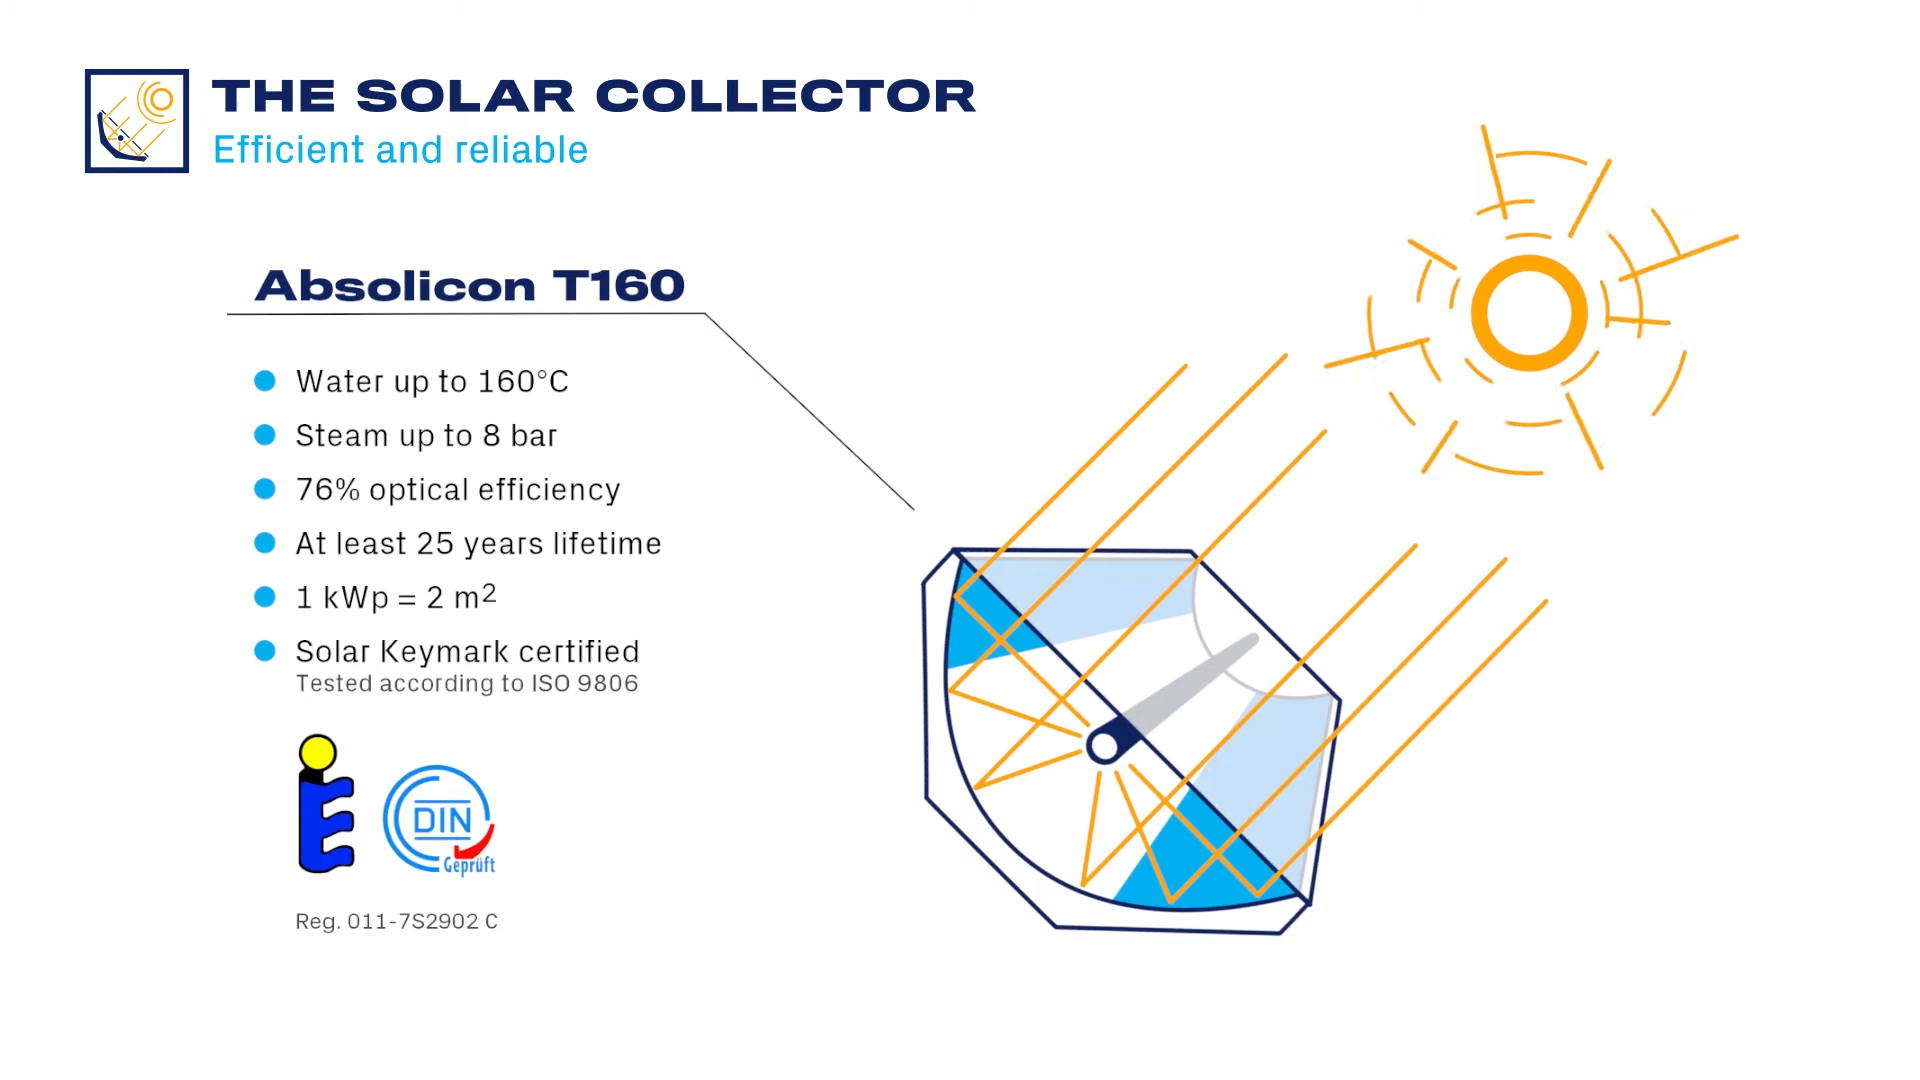 THE SOLAR COLLECTOR
Efficient and reliable
Absolicon T160
Water up to 160°C
Steam up to 8 bar
76% optical efficiency
At least 25 years lifetime
1 kWp = 2 m²
Solar Keymark certified
Tested according to ISO 9806
DIN
Geprüft
Reg. 011-7S2902 C